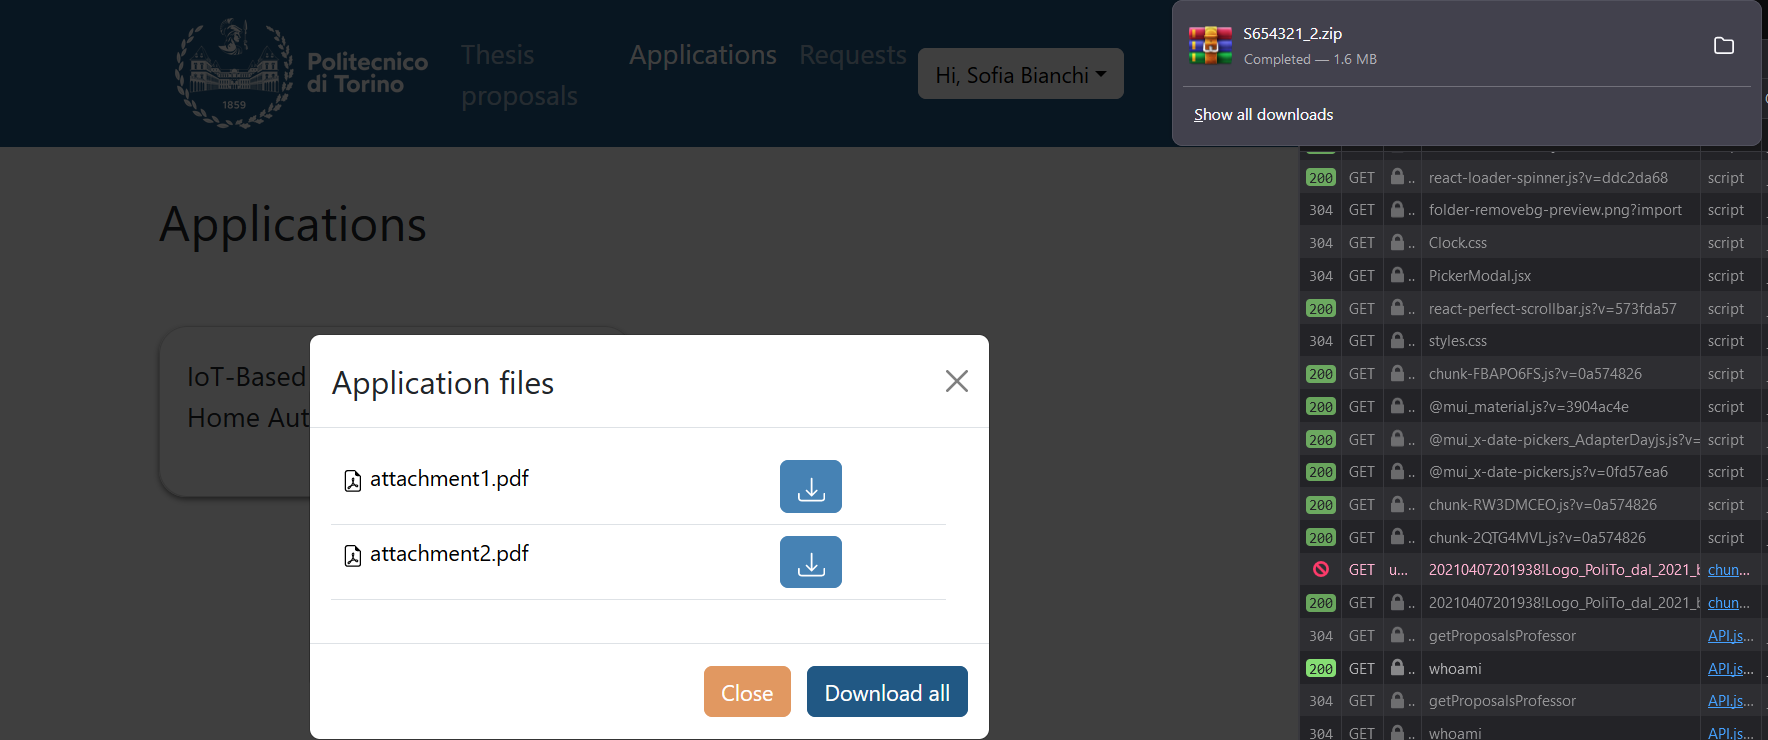 Politecnico
di Torino
1859
Thesis
proposals
Applications
Requests
Hi, Sofia Bianchi
S654321_2.zip
Completed — 1.6 MB
Show all downloads
Applications
IoT-Based
Home Aut
Application files
attachment1.pdf
attachment2.pdf
Close
Download all
200 GET .. react-loader-spinner.js?v=ddc2da68 script
304 GET .. folder-removebg-preview.png?import script
304 GET .. Clock.css script
304 GET .. PickerModal.jsx script
200 GET .. react-perfect-scrollbar.js?v=573fda57 script
304 GET .. styles.css script
200 GET .. chunk-FBAPO6FS.js?v=0a574826 script
200 GET .. @mui_material.js?v=3904ac4e script
200 GET .. @mui_x-date-pickers_AdapterDayjs.js?v= script
200 GET .. @mui_x-date-pickers.js?v=0fd57ea6 script
200 GET .. chunk-RW3DMCEO.js?v=0a574826 script
200 GET .. chunk-2QTG4MVL.js?v=0a574826 script
GET u... 20210407201938!Logo_PoliTo_dal_2021_b chun...
200 GET .. 20210407201938!Logo_PoliTo_dal_2021_b chun...
304 GET .. getProposalsProfessor API.js...
200 GET .. whoami API.js...
304 GET .. getProposalsProfessor API.js...
304 GET .. whoami API.js...